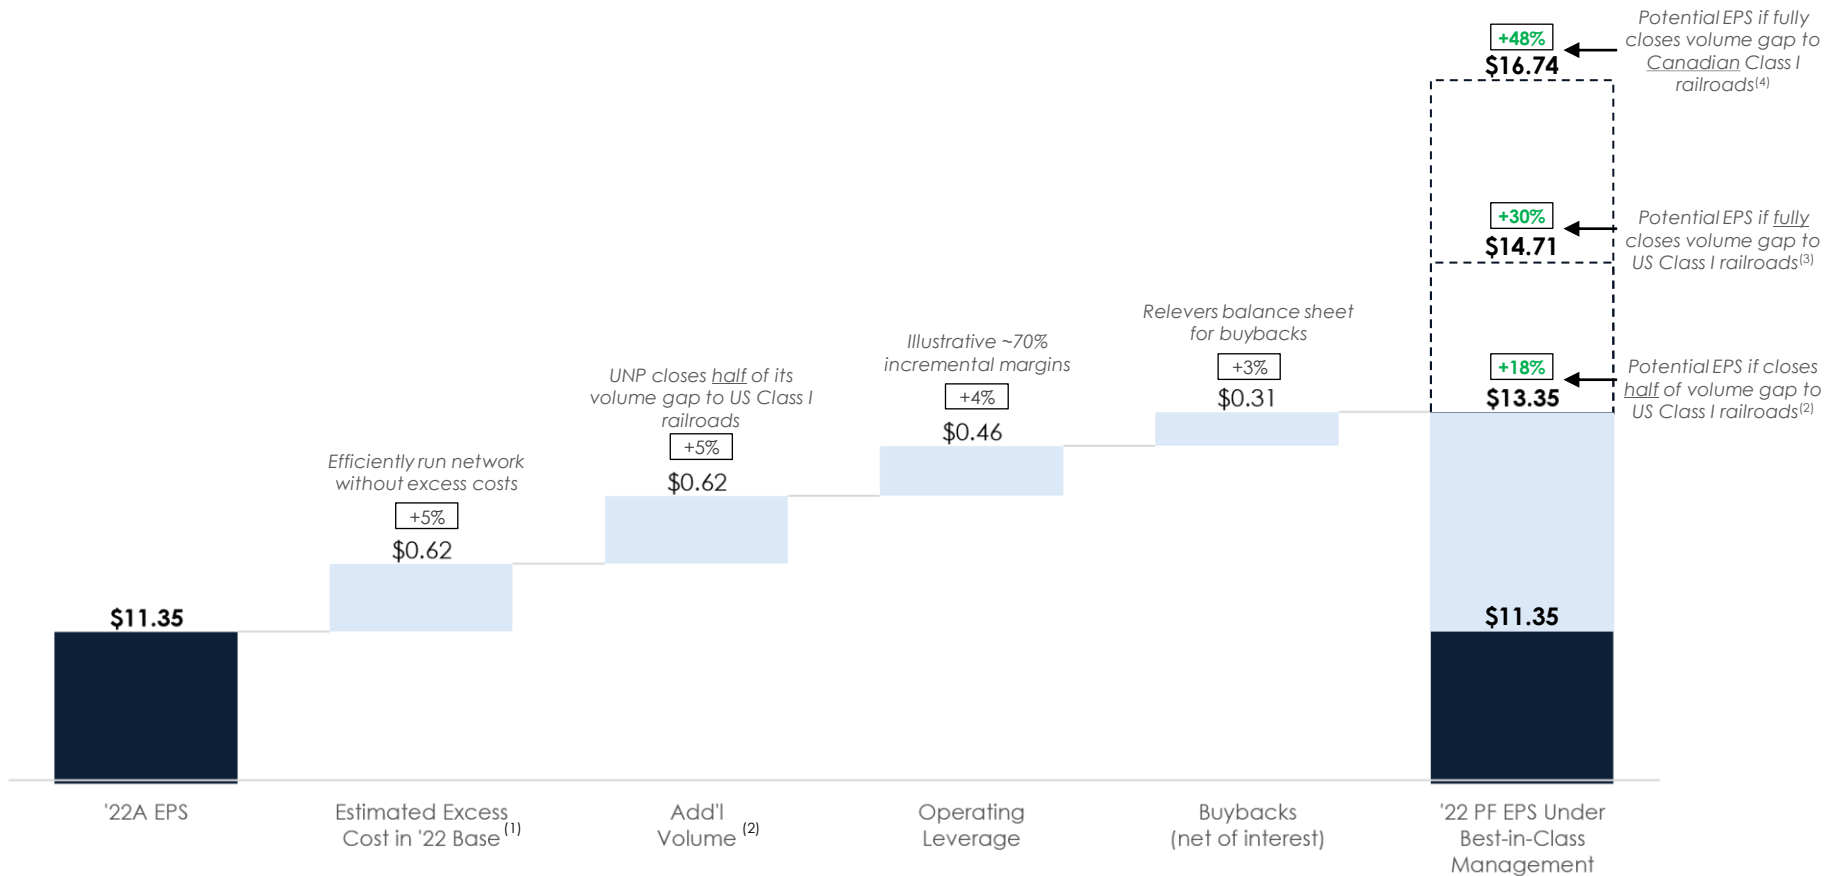 Potential EPS if fully
closes volume gap to
Canadian Class I
railroads(4)
+48%
$16.74
Potential EPS if fully
closes volume gap to
US Class I railroads(3)
+30%
$14.71
Potential EPS if closes
half of volume gap to
US Class I railroads(2)
+18%
$13.35
$11.35
Relevers balance sheet
for buybacks
+3%
$0.31
Illustrative ~70%
incremental margins
+4%
$0.46
UNP closes half of its
volume gap to US Class I
railroads
+5%
$0.62
Efficiently run network
without excess costs
+5%
$0.62
$11.35
'22A EPS
Estimated Excess
Cost in '22 Base (1)
Add'l
Volume (2)
Operating
Leverage
Buybacks
(net of interest)
'22 PF EPS Under
Best-in-Class
Management